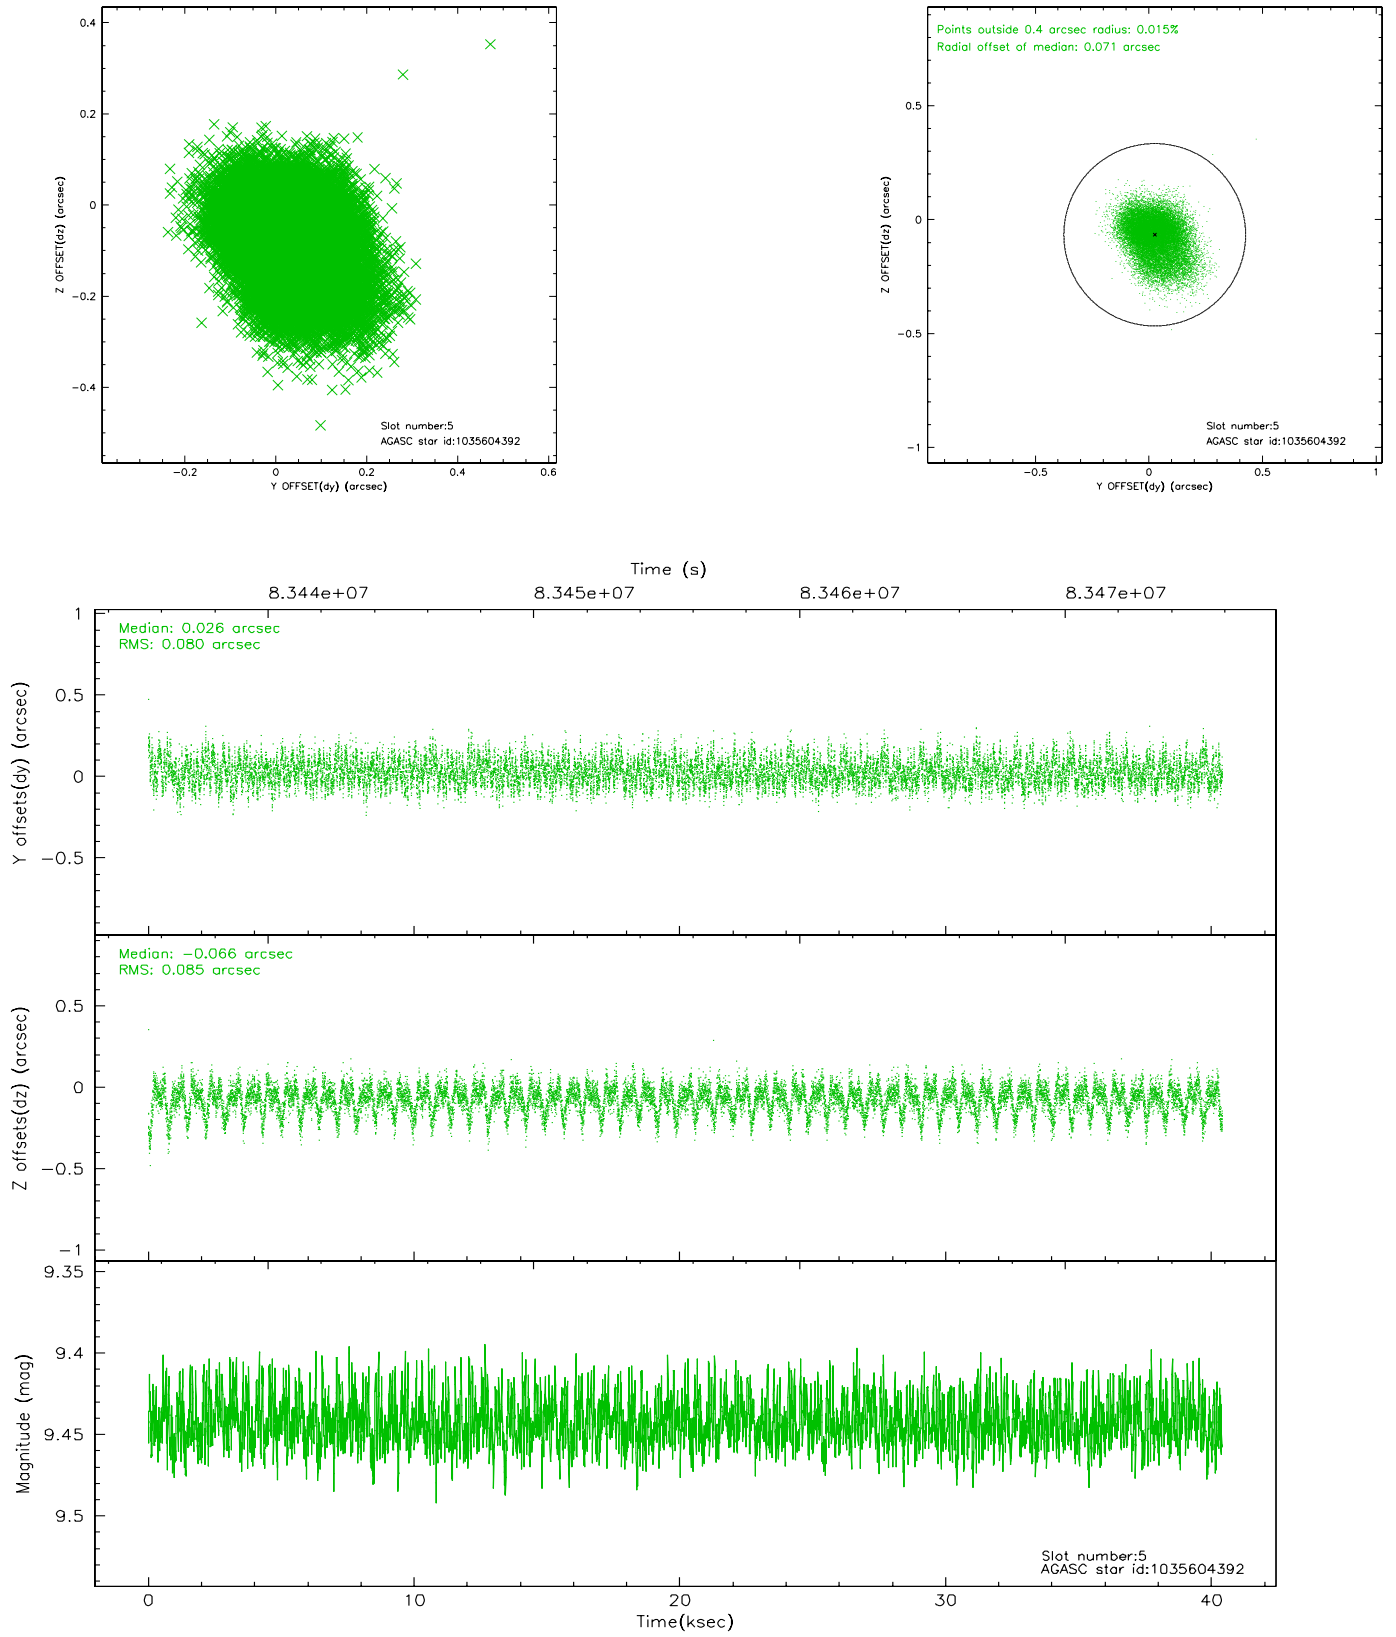 0.4
0.2
0
−0.2
−0.4
Z OFFSET(dz) (arcsec)
Slot number:5
AGASC star id:1035604392
−0.2 0 0.2 0.4 0.6
Y OFFSET(dy) (arcsec)
Points outside 0.4 arcsec radius: 0.015%
Radial offset of median: 0.071 arcsec
0.5
0
−0.5
−1
Z OFFSET(dz) (arcsec)
Slot number:5
AGASC star id:1035604392
−0.5 0 0.5 1
Y OFFSET(dy) (arcsec)
Time (s)
8.344e+07 8.345e+07 8.346e+07 8.347e+07
Median: 0.026 arcsec
RMS: 0.080 arcsec
1
0.5
0
−0.5
Y offsets(dy) (arcsec)
Median: −0.066 arcsec
RMS: 0.085 arcsec
0.5
0
−0.5
−1
Z offsets(dz) (arcsec)
9.35
9.4
9.45
9.5
Magnitude (mag)
Slot number:5
AGASC star id:1035604392
0 10 20 30 40
Time(ksec)